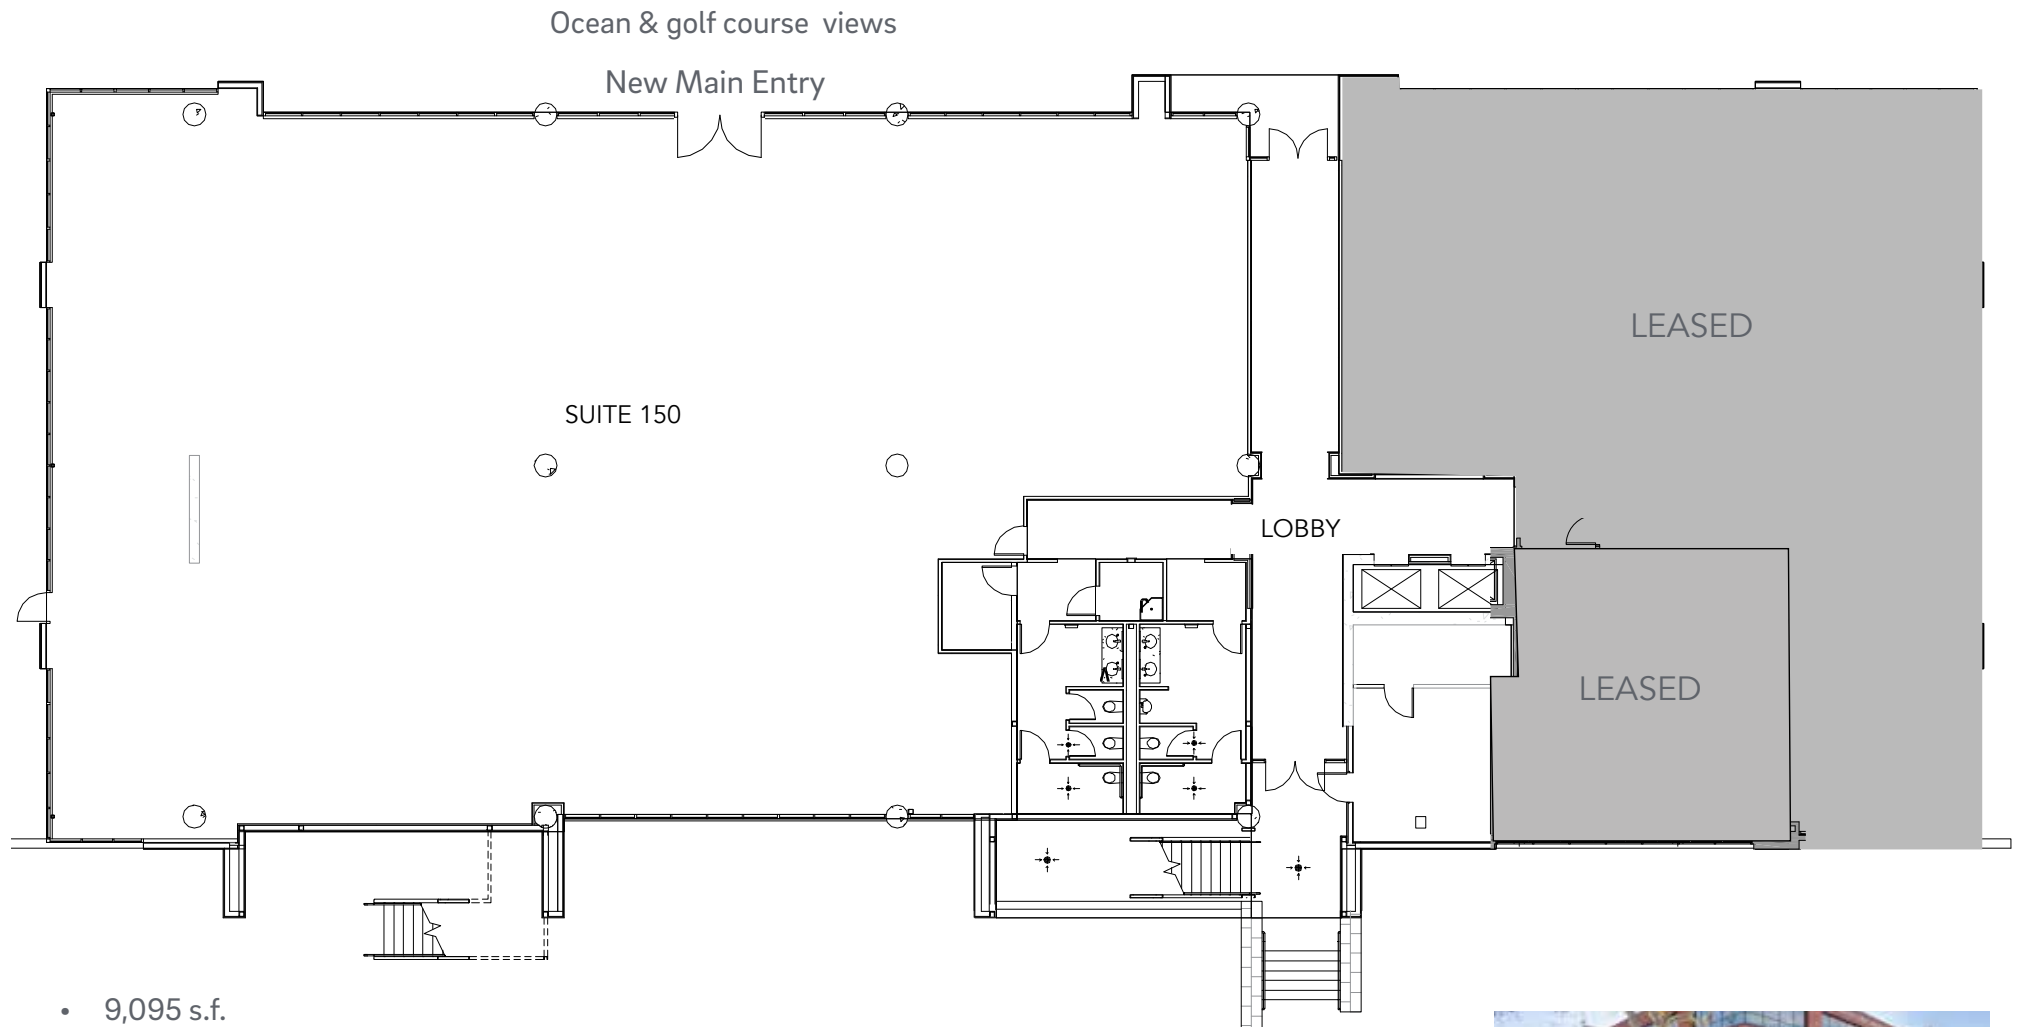 Ocean & golf course views
New Main Entry
LEASED
SUITE 150
LOBBY
LEASED
• 9,095 s.f.